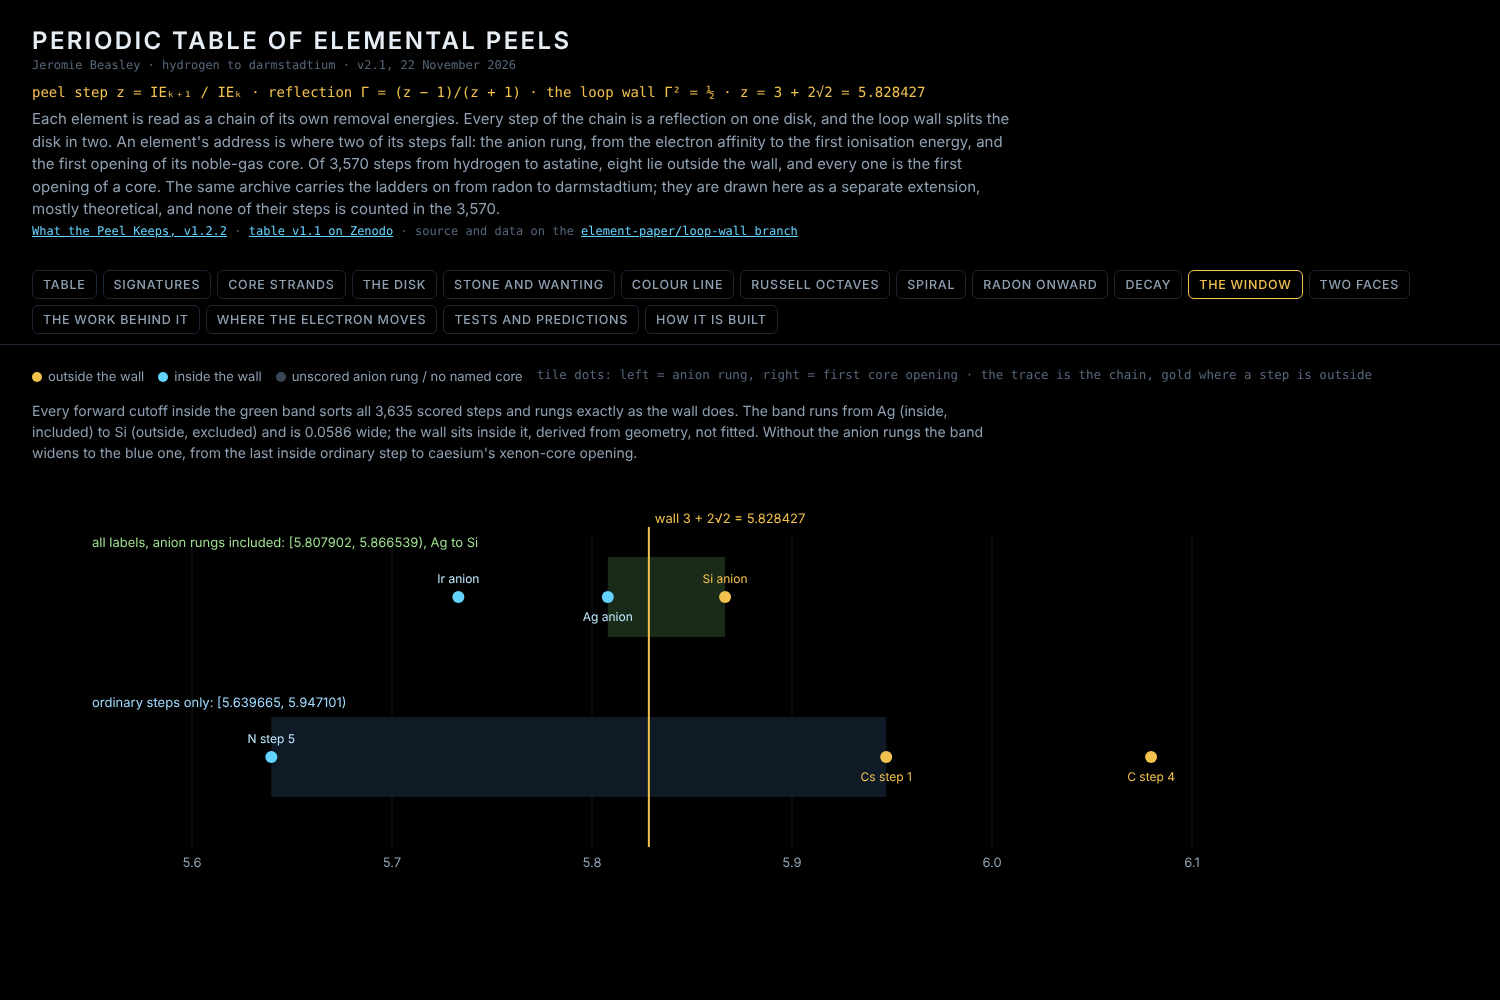 PERIODIC TABLE OF ELEMENTAL PEELS
Jeromie Beasley · hydrogen to darmstadtium · v2.1, 22 November 2026
peel step z = IEₖ₊₁ / IEₖ · reflection Γ = (z − 1)/(z + 1) · the loop wall Γ² = ½ · z = 3 + 2√2 = 5.828427
Each element is read as a chain of its own removal energies. Every step of the chain is a reflection on one disk, and the loop wall splits the
disk in two. An element's address is where two of its steps fall: the anion rung, from the electron affinity to the first ionisation energy, and
the first opening of its noble-gas core. Of 3,570 steps from hydrogen to astatine, eight lie outside the wall, and every one is the first
opening of a core. The same archive carries the ladders on from radon to darmstadtium; they are drawn here as a separate extension,
mostly theoretical, and none of their steps is counted in the 3,570.
What the Peel Keeps, v1.2.2 · table v1.1 on Zenodo · source and data on the element-paper/loop-wall branch
TABLE SIGNATURES CORE STRANDS THE DISK STONE AND WANTING COLOUR LINE RUSSELL OCTAVES SPIRAL RADON ONWARD DECAY THE WINDOW TWO FACES
THE WORK BEHIND IT WHERE THE ELECTRON MOVES TESTS AND PREDICTIONS HOW IT IS BUILT
outside the wall inside the wall unscored anion rung / no named core tile dots: left = anion rung, right = first core opening · the trace is the chain, gold where a step is outside
Every forward cutoff inside the green band sorts all 3,635 scored steps and rungs exactly as the wall does. The band runs from Ag (inside,
included) to Si (outside, excluded) and is 0.0586 wide; the wall sits inside it, derived from geometry, not fitted. Without the anion rungs the band
widens to the blue one, from the last inside ordinary step to caesium's xenon-core opening.
wall 3 + 2√2 = 5.828427
all labels, anion rungs included: [5.807902, 5.866539), Ag to Si
Ir anion
Si anion
Ag anion
ordinary steps only: [5.639665, 5.947101)
N step 5
Cs step 1
C step 4
5.6 5.7 5.8 5.9 6.0 6.1